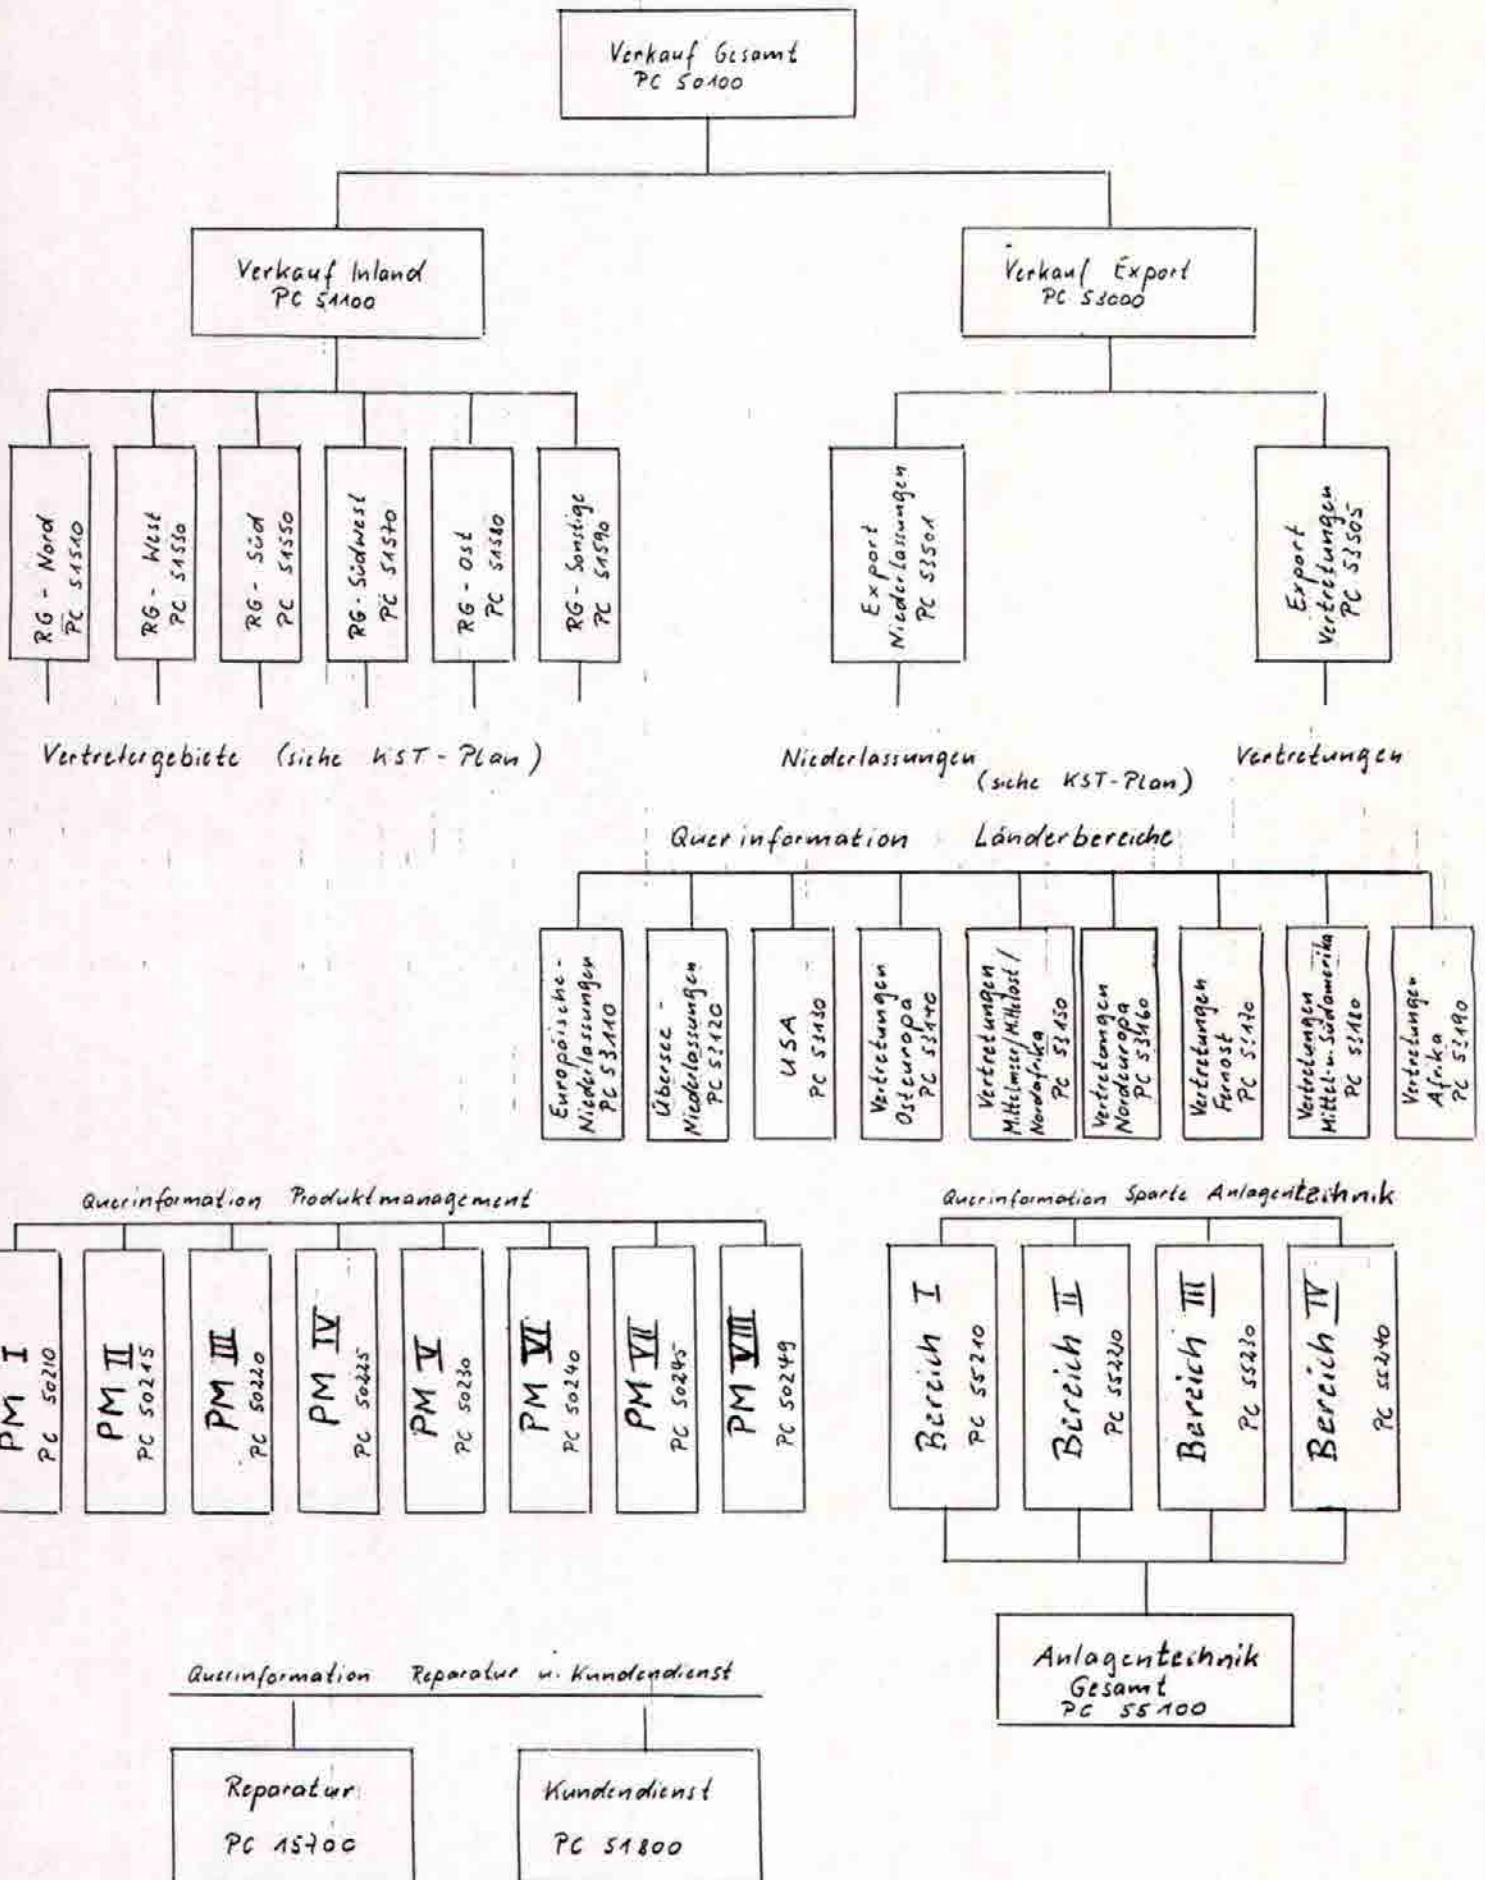 Verkauf Gesamt
PC 50100
Verkauf Inland
PC 51100
Verkauf Export
PC 53000
RG - Nord
PC 51510
RG - West
PC 51530
RG - Süd
PC 51550
RG - Südwest
PC 51570
RG - Ost
PC 51580
RG - Sonstige
PC 51590
Export
Niederlassungen
PC 53501
Export
Vertretungen
PC 53505
Vertretergebiete (siehe KST - Plan)
Niederlassungen
(siehe KST-Plan)
Vertretungen
Querinformation Länderbereiche
Europäische -
Niederlassungen
PC 53110
Übersee -
Niederlassungen
PC 53120
USA
PC 53130
Vertretungen
Osteuropa
PC 53140
Vertretungen
Mittelmeer/Mittelost/
Nordafrika
PC 53150
Vertretungen
Nordeuropa
PC 53160
Vertretungen
Fernost
PC 53170
Vertretungen
Mittel- u. Südamerika
PC 53180
Vertretungen
Afrika
PC 53190
Querinformation Produktmanagement
PM I
PC 50210
PM II
PC 50215
PM III
PC 50220
PM IV
PC 50225
PM V
PC 50230
PM VI
PC 50240
PM VII
PC 50245
PM VIII
PC 50249
Querinformation Sparte Anlagentechnik
Bereich I
PC 55210
Bereich II
PC 55220
Bereich III
PC 55230
Bereich IV
PC 55240
Anlagentechnik
Gesamt
PC 55100
Querinformation Reparatur u. Kundendienst
Reparatur
PC 15700
Kundendienst
PC 51800